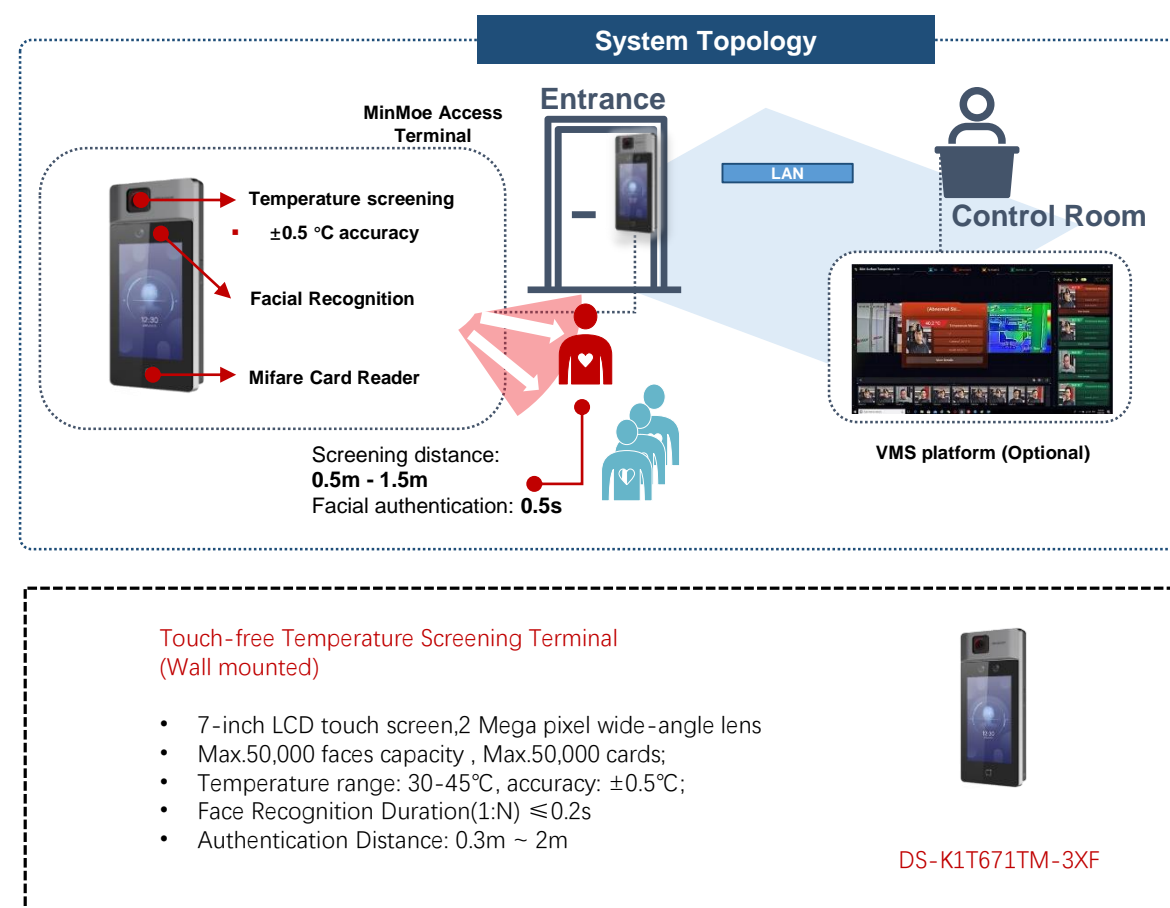 System Topology
Entrance
MinMoe Access
Terminal
LAN
Temperature screening
▪ ±0.5 °C accuracy
Control Room
Facial Recognition
10:30
Mifare Card Reader
VMS platform (Optional)
Screening distance:
0.5m - 1.5m
Facial authentication: 0.5s
Touch-free Temperature Screening Terminal
(Wall mounted)
• 7-inch LCD touch screen,2 Mega pixel wide-angle lens
• Max.50,000 faces capacity , Max.50,000 cards;
• Temperature range: 30-45℃, accuracy: ±0.5℃;
• Face Recognition Duration(1:N) ≤0.2s
• Authentication Distance: 0.3m ~ 2m
10:30
DS-K1T671TM-3XF